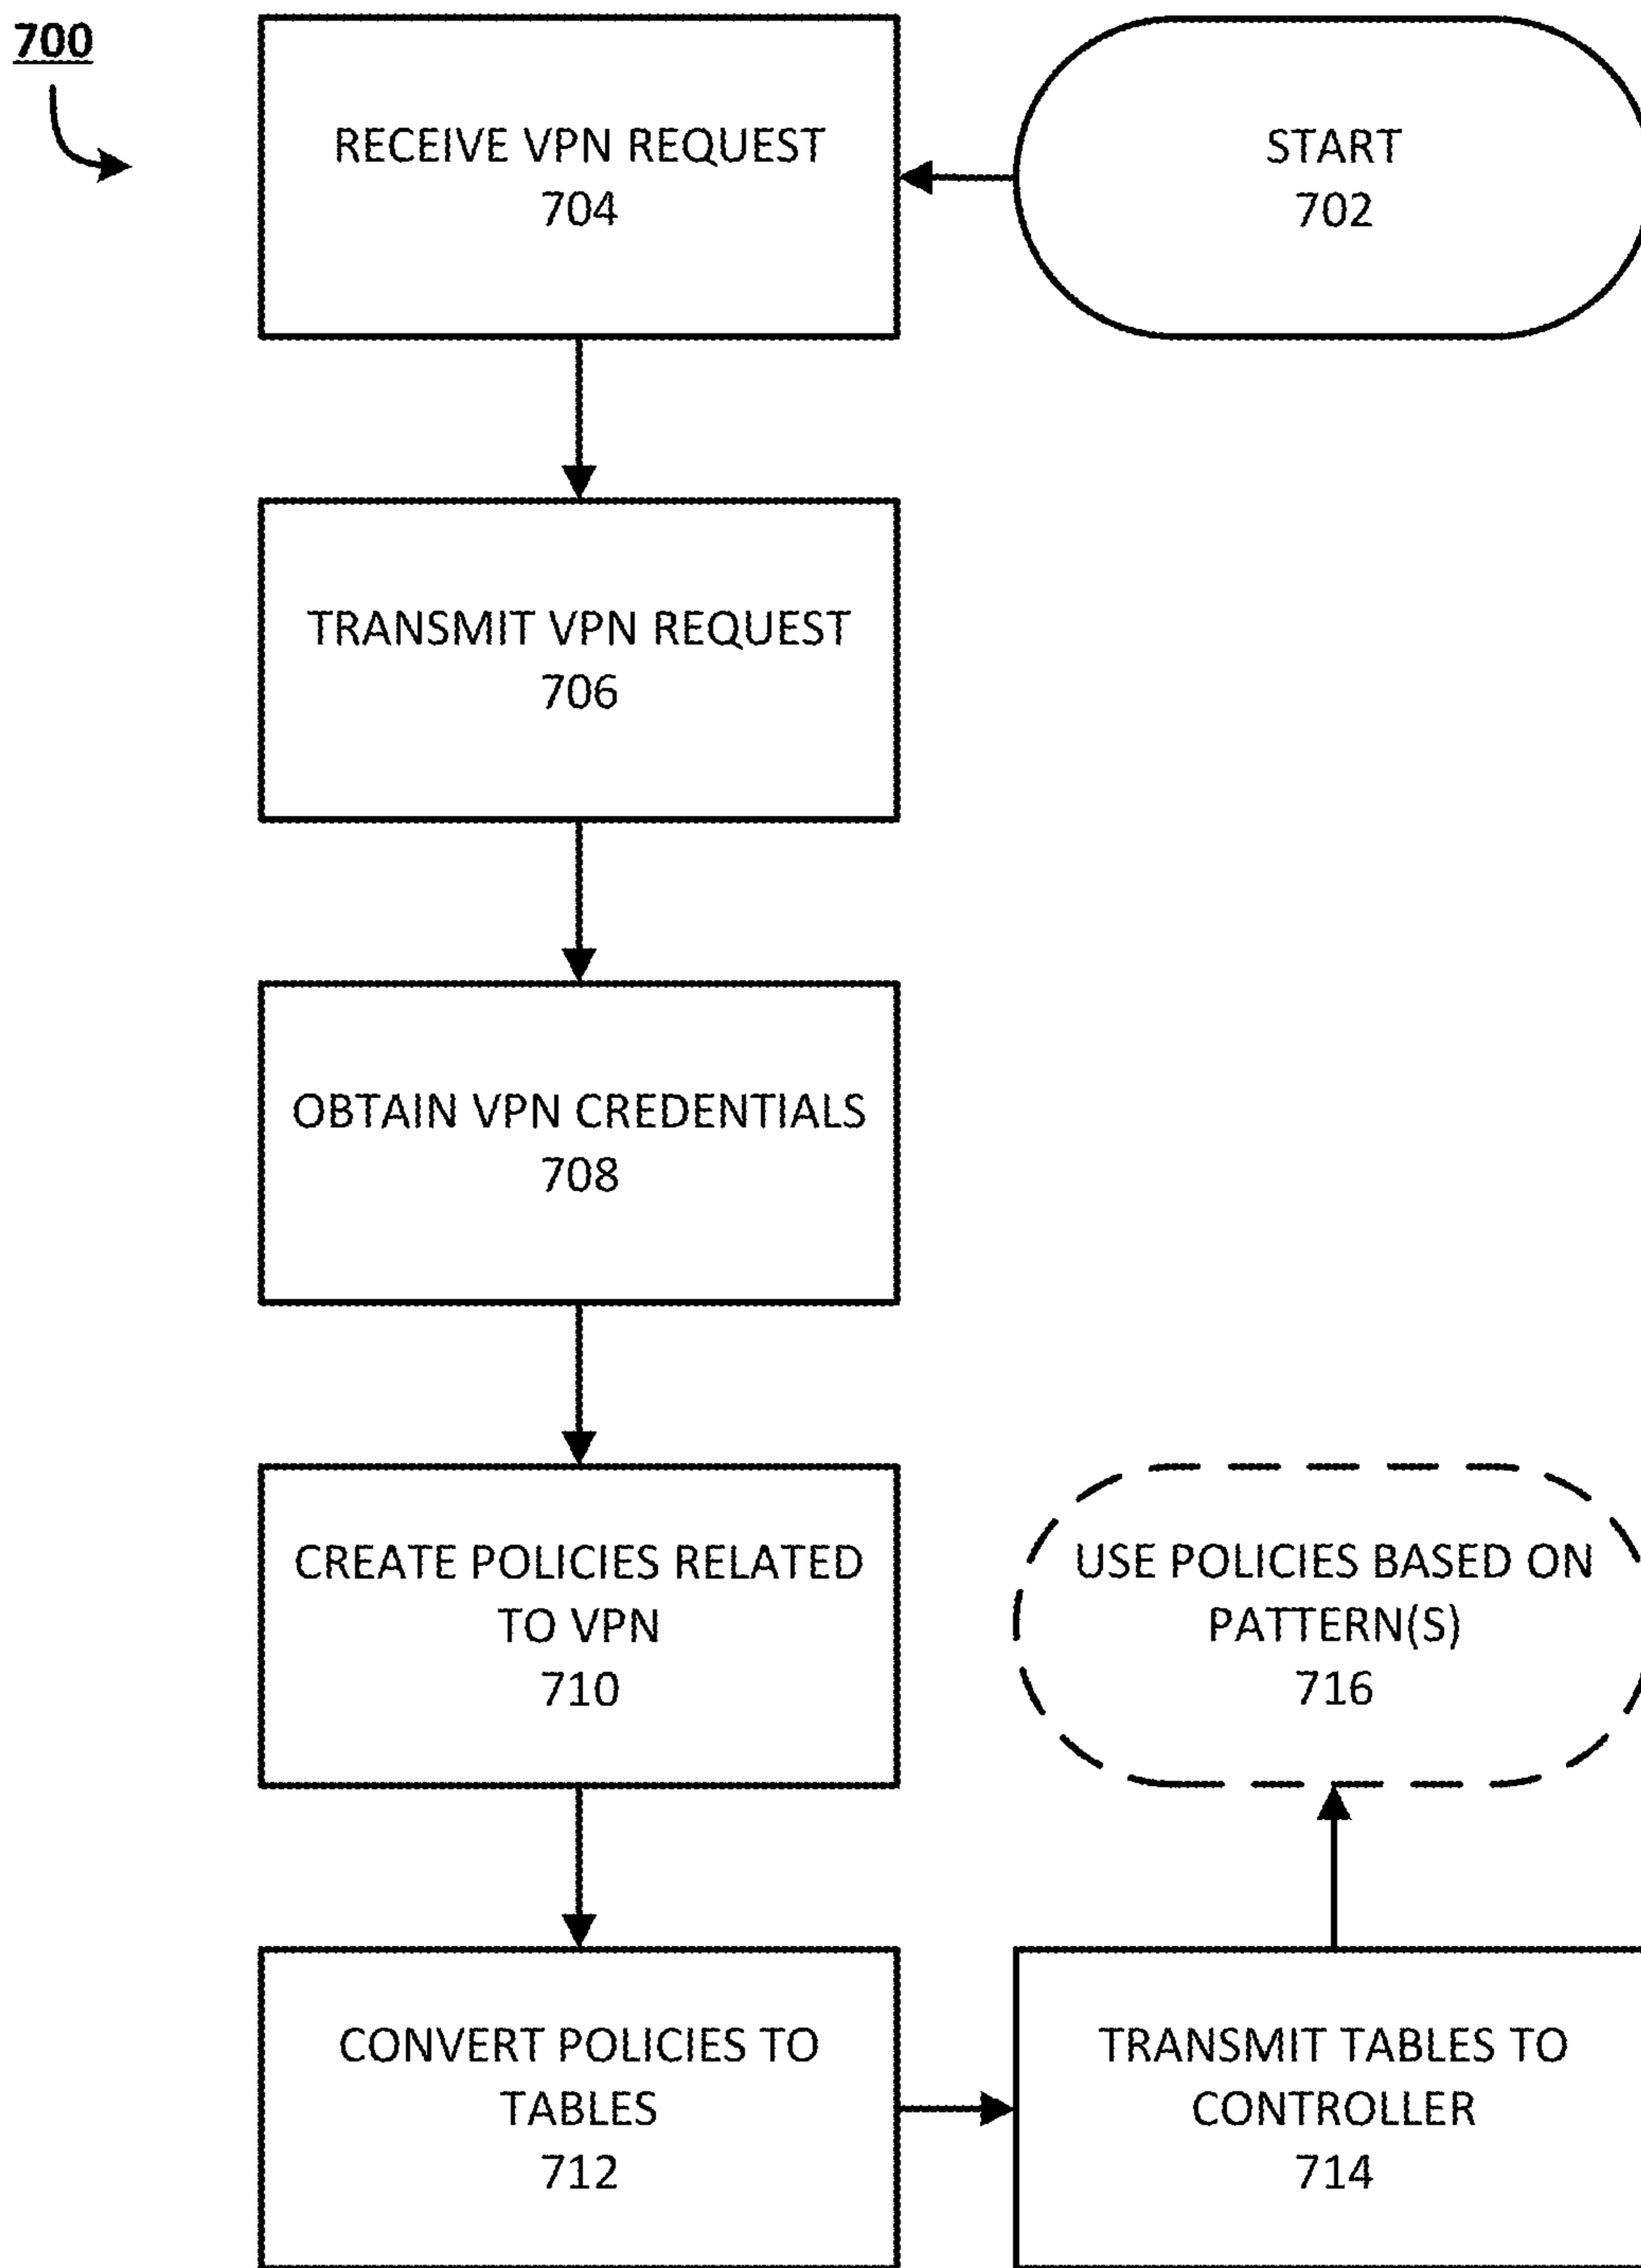 700
RECEIVE VPN REQUEST
704
START
702
TRANSMIT VPN REQUEST
706
OBTAIN VPN CREDENTIALS
708
CREATE POLICIES RELATED
TO VPN
710
USE POLICIES BASED ON
PATTERN(S)
716
CONVERT POLICIES TO
TABLES
712
TRANSMIT TABLES TO
CONTROLLER
714